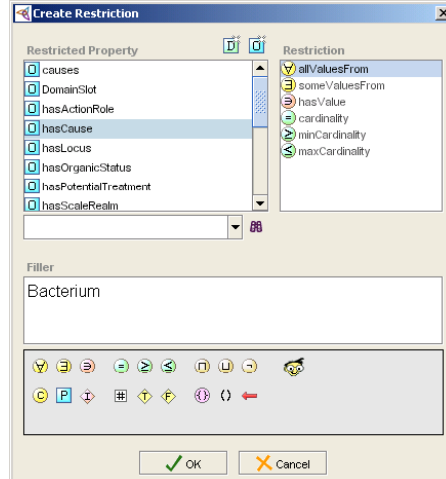 Create Restriction
Restricted Property
causes
DomainSlot
hasActionRole
hasCause
hasLocus
hasOrganicStatus
hasPotentialTreatment
hasScaleRealm
Restriction
∀ allValuesFrom
∃ someValuesFrom
∋ hasValue
= cardinality
≥ minCardinality
≤ maxCardinality
Filler
Bacterium
∀ ∃ ∋ = ≥ ≤ ⊓ ⊔ ¬
C P I # T F {} () 
OK
Cancel